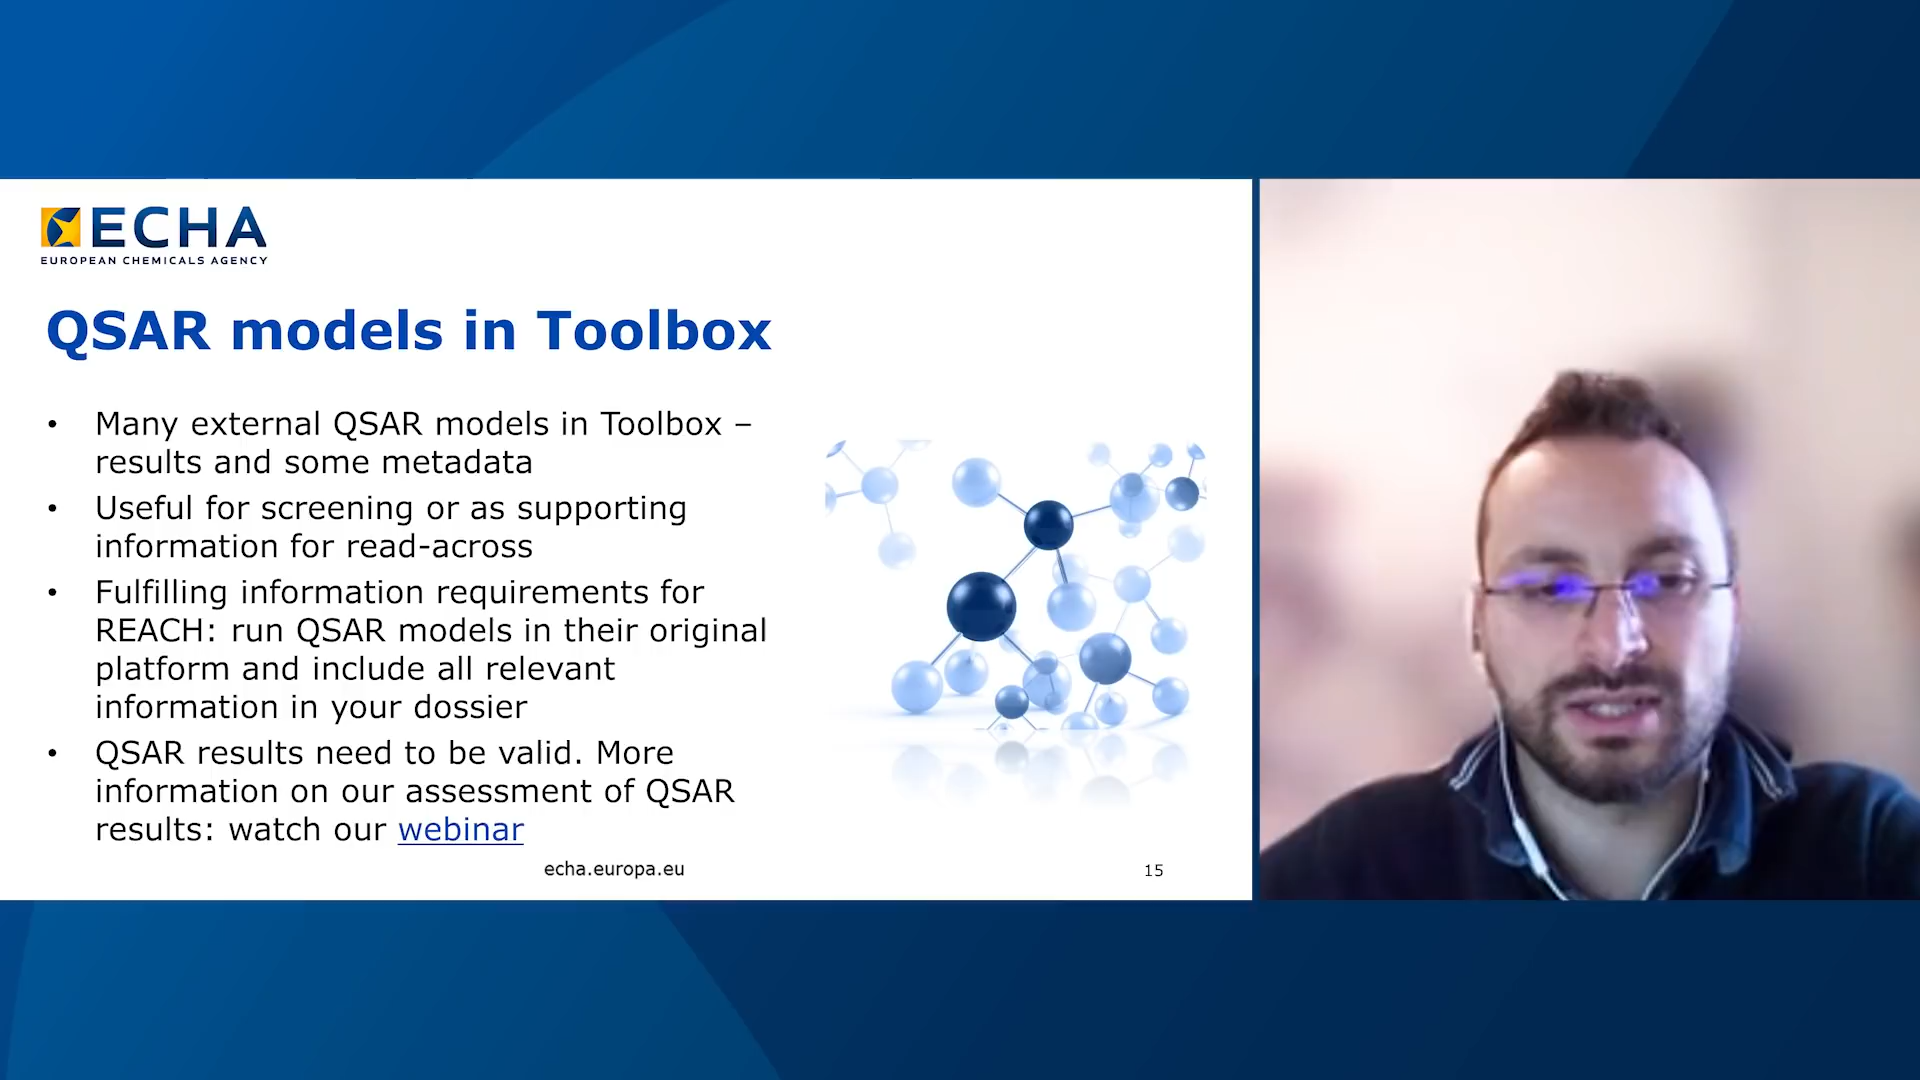 ECHA
EUROPEAN CHEMICALS AGENCY
QSAR models in Toolbox
• Many external QSAR models in Toolbox –
results and some metadata
• Useful for screening or as supporting
information for read-across
• Fulfilling information requirements for
REACH: run QSAR models in their original
platform and include all relevant
information in your dossier
• QSAR results need to be valid. More
information on our assessment of QSAR
results: watch our webinar
echa.europa.eu
15